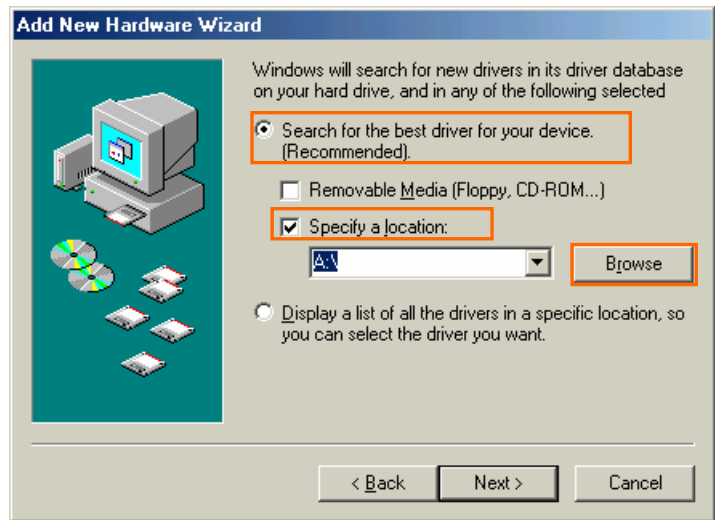 Add New Hardware Wizard
Windows will search for new drivers in its driver database
on your hard drive, and in any of the following selected
Search for the best driver for your device.
(Recommended).
Removable Media (Floppy, CD-ROM...)
Specify a location:
A:\
Browse
Display a list of all the drivers in a specific location, so
you can select the driver you want.
< Back
Next >
Cancel